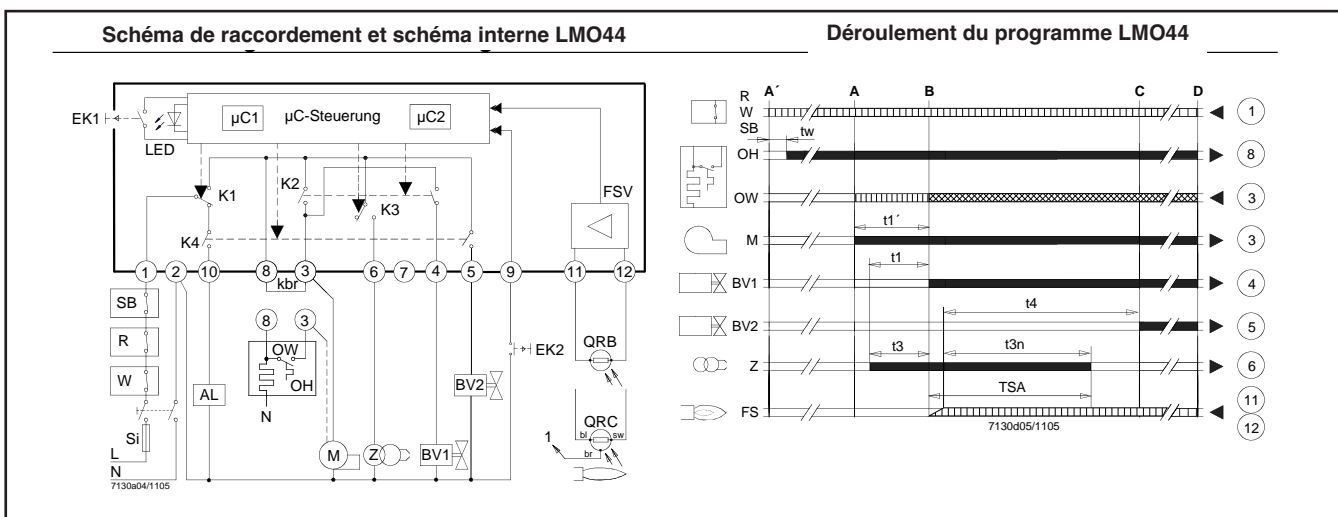 Schéma de raccordement et schéma interne LMO44
Déroulement du programme LMO44
EK1
LED
µC1
µC-Steuerung
µC2
K1
K2
K3
K4
FSV
1 2 10 8 3 6 7 4 5 9 11 12
kbr
SB
R
W
Si
L
N
7130a04/1105
AL
8 3
OW
OH
N
M
Z
BV1
BV2
EK2
QRB
QRC
1
bl sw
br
A´ A B C D
R
W 1
SB tw
OH 8
OW 3
t1´
M 3
t1
BV1 4
t4
BV2 5
t3 t3n
Z 6
TSA
FS 11
12
7130d05/1105